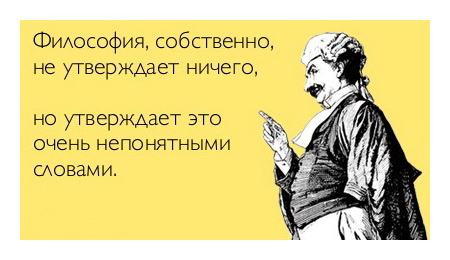 Философия, собственно,
не утверждает ничего,
но утверждает это
очень непонятными
словами.